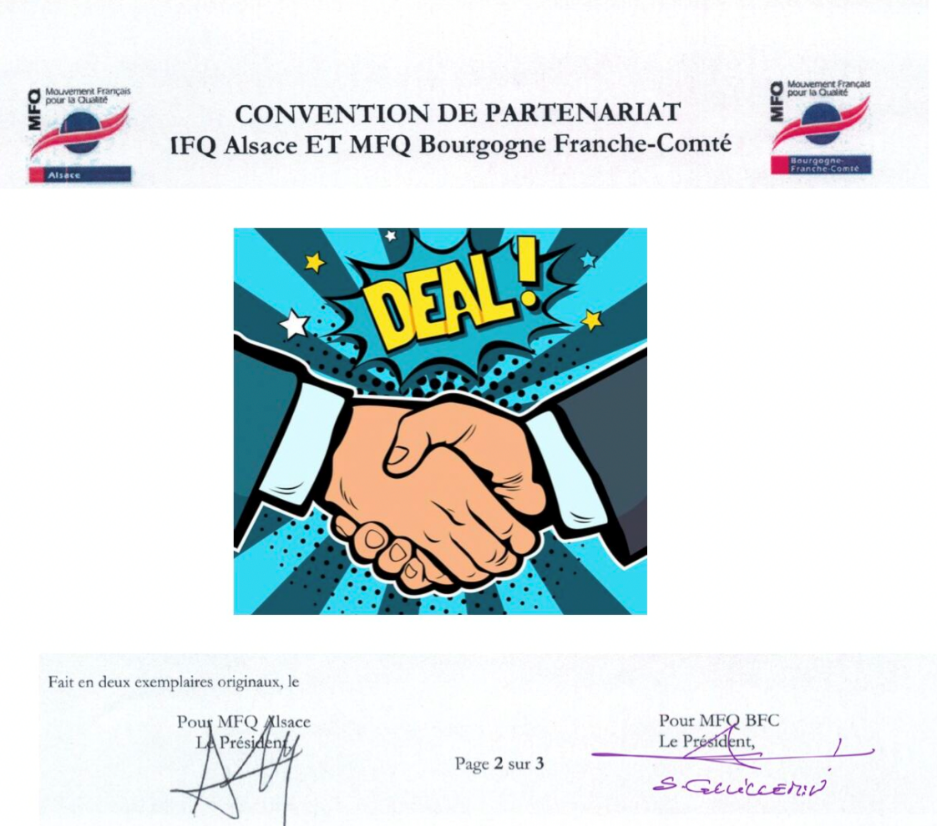 MFQ Mouvement Français
pour la Qualité
Alsace
CONVENTION DE PARTENARIAT
IFQ Alsace ET MFQ Bourgogne Franche-Comté
MFQ Mouvement Français
pour la Qualité
Bourgogne-
Franche-Comté
DEAL!
Fait en deux exemplaires originaux, le
Pour MFQ Alsace
Le Président,
Pour MFQ BFC
Le Président,
Page 2 sur 3
S. GUILLEMIN